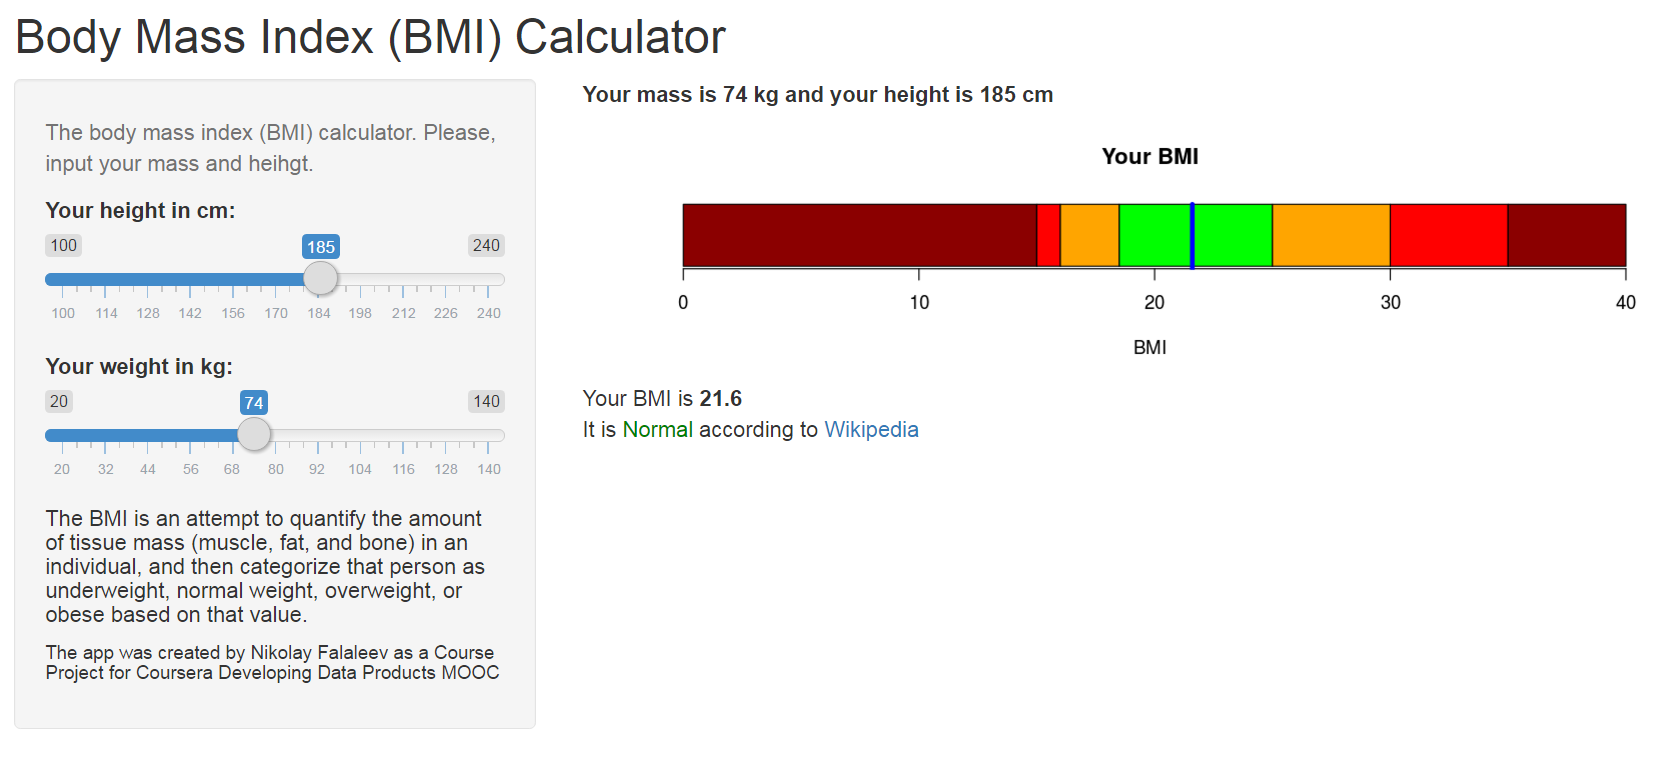 Body Mass Index (BMI) Calculator
The body mass index (BMI) calculator. Please,
input your mass and heihgt.
Your height in cm:
100 185 240
100 114 128 142 156 170 184 198 212 226 240
Your weight in kg:
20 74 140
20 32 44 56 68 80 92 104 116 128 140
The BMI is an attempt to quantify the amount
of tissue mass (muscle, fat, and bone) in an
individual, and then categorize that person as
underweight, normal weight, overweight, or
obese based on that value.
The app was created by Nikolay Falaleev as a Course
Project for Coursera Developing Data Products MOOC
Your mass is 74 kg and your height is 185 cm
Your BMI
0 10 20 30 40
BMI
Your BMI is 21.6
It is Normal according to Wikipedia